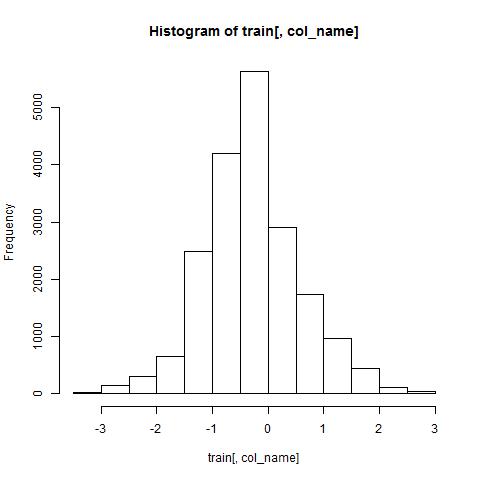 Histogram of train[, col_name]
Frequency
5000
4000
3000
2000
1000
0
-3 -2 -1 0 1 2 3
train[, col_name]